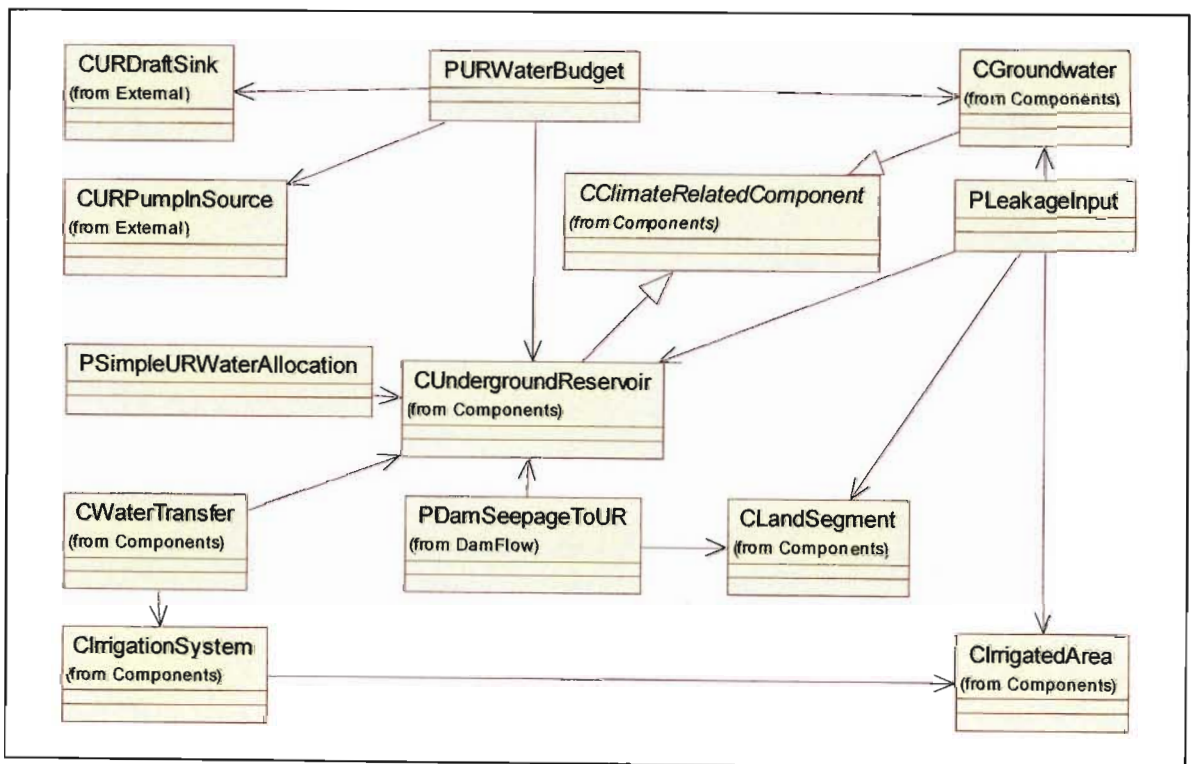 CURDraftSink
(from External)
PURWaterBudget
CGroundwater
(from Components)
CURPumpInSource
(from External)
CClimateRelatedComponent
(from Components)
PLeakageInput
PSimpleURWaterAllocation
CUndergroundReservoir
(from Components)
CWaterTransfer
(from Components)
PDamSeepageToUR
(from DamFlow)
CLandSegment
(from Components)
CIrrigationSystem
(from Components)
CIrrigatedArea
(from Components)